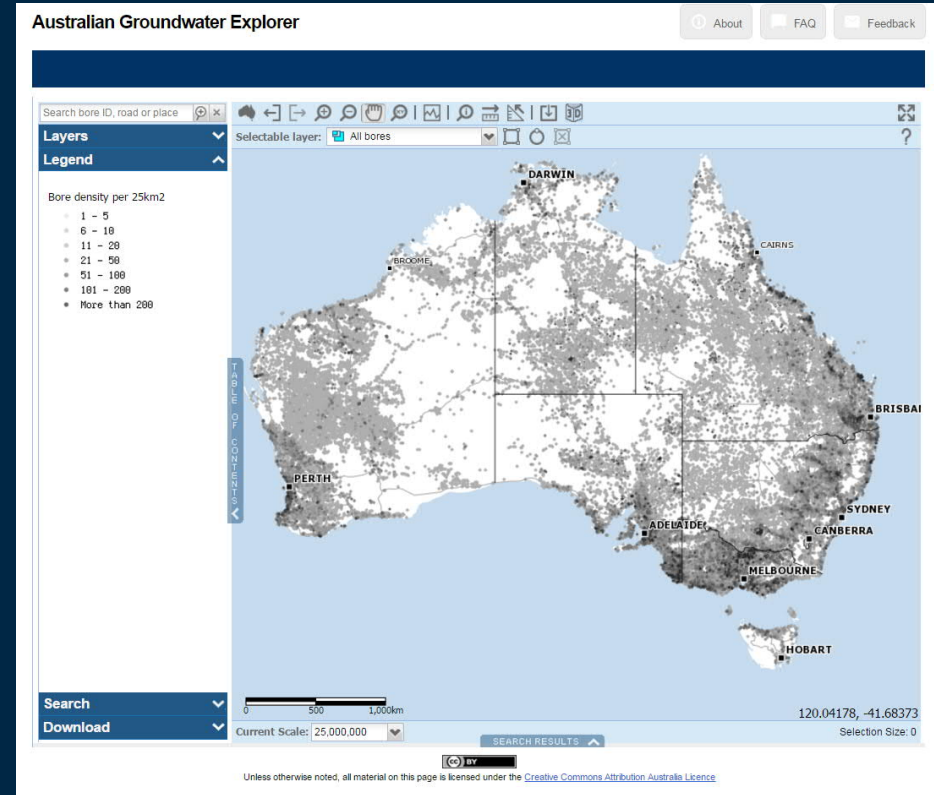 Australian Groundwater Explorer
About
FAQ
Feedback
Search bore ID, road or place
Layers
Legend
Selectable layer: All bores
?
Bore density per 25km2
1 - 5
6 - 10
11 - 20
21 - 50
51 - 100
101 - 200
More than 200
TABLE OF CONTENTS
DARWIN
CAIRNS
BROOME
BRISBA
PERTH
SYDNEY
ADELAIDE
CANBERRA
MELBOURNE
HOBART
Search
Download
0 500 1,000km
120.04178, -41.68373
Current Scale: 25,000,000
Selection Size: 0
SEARCH RESULTS
3D
cc BY
Unless otherwise noted, all material on this page is licensed under the Creative Commons Attribution Australia Licence